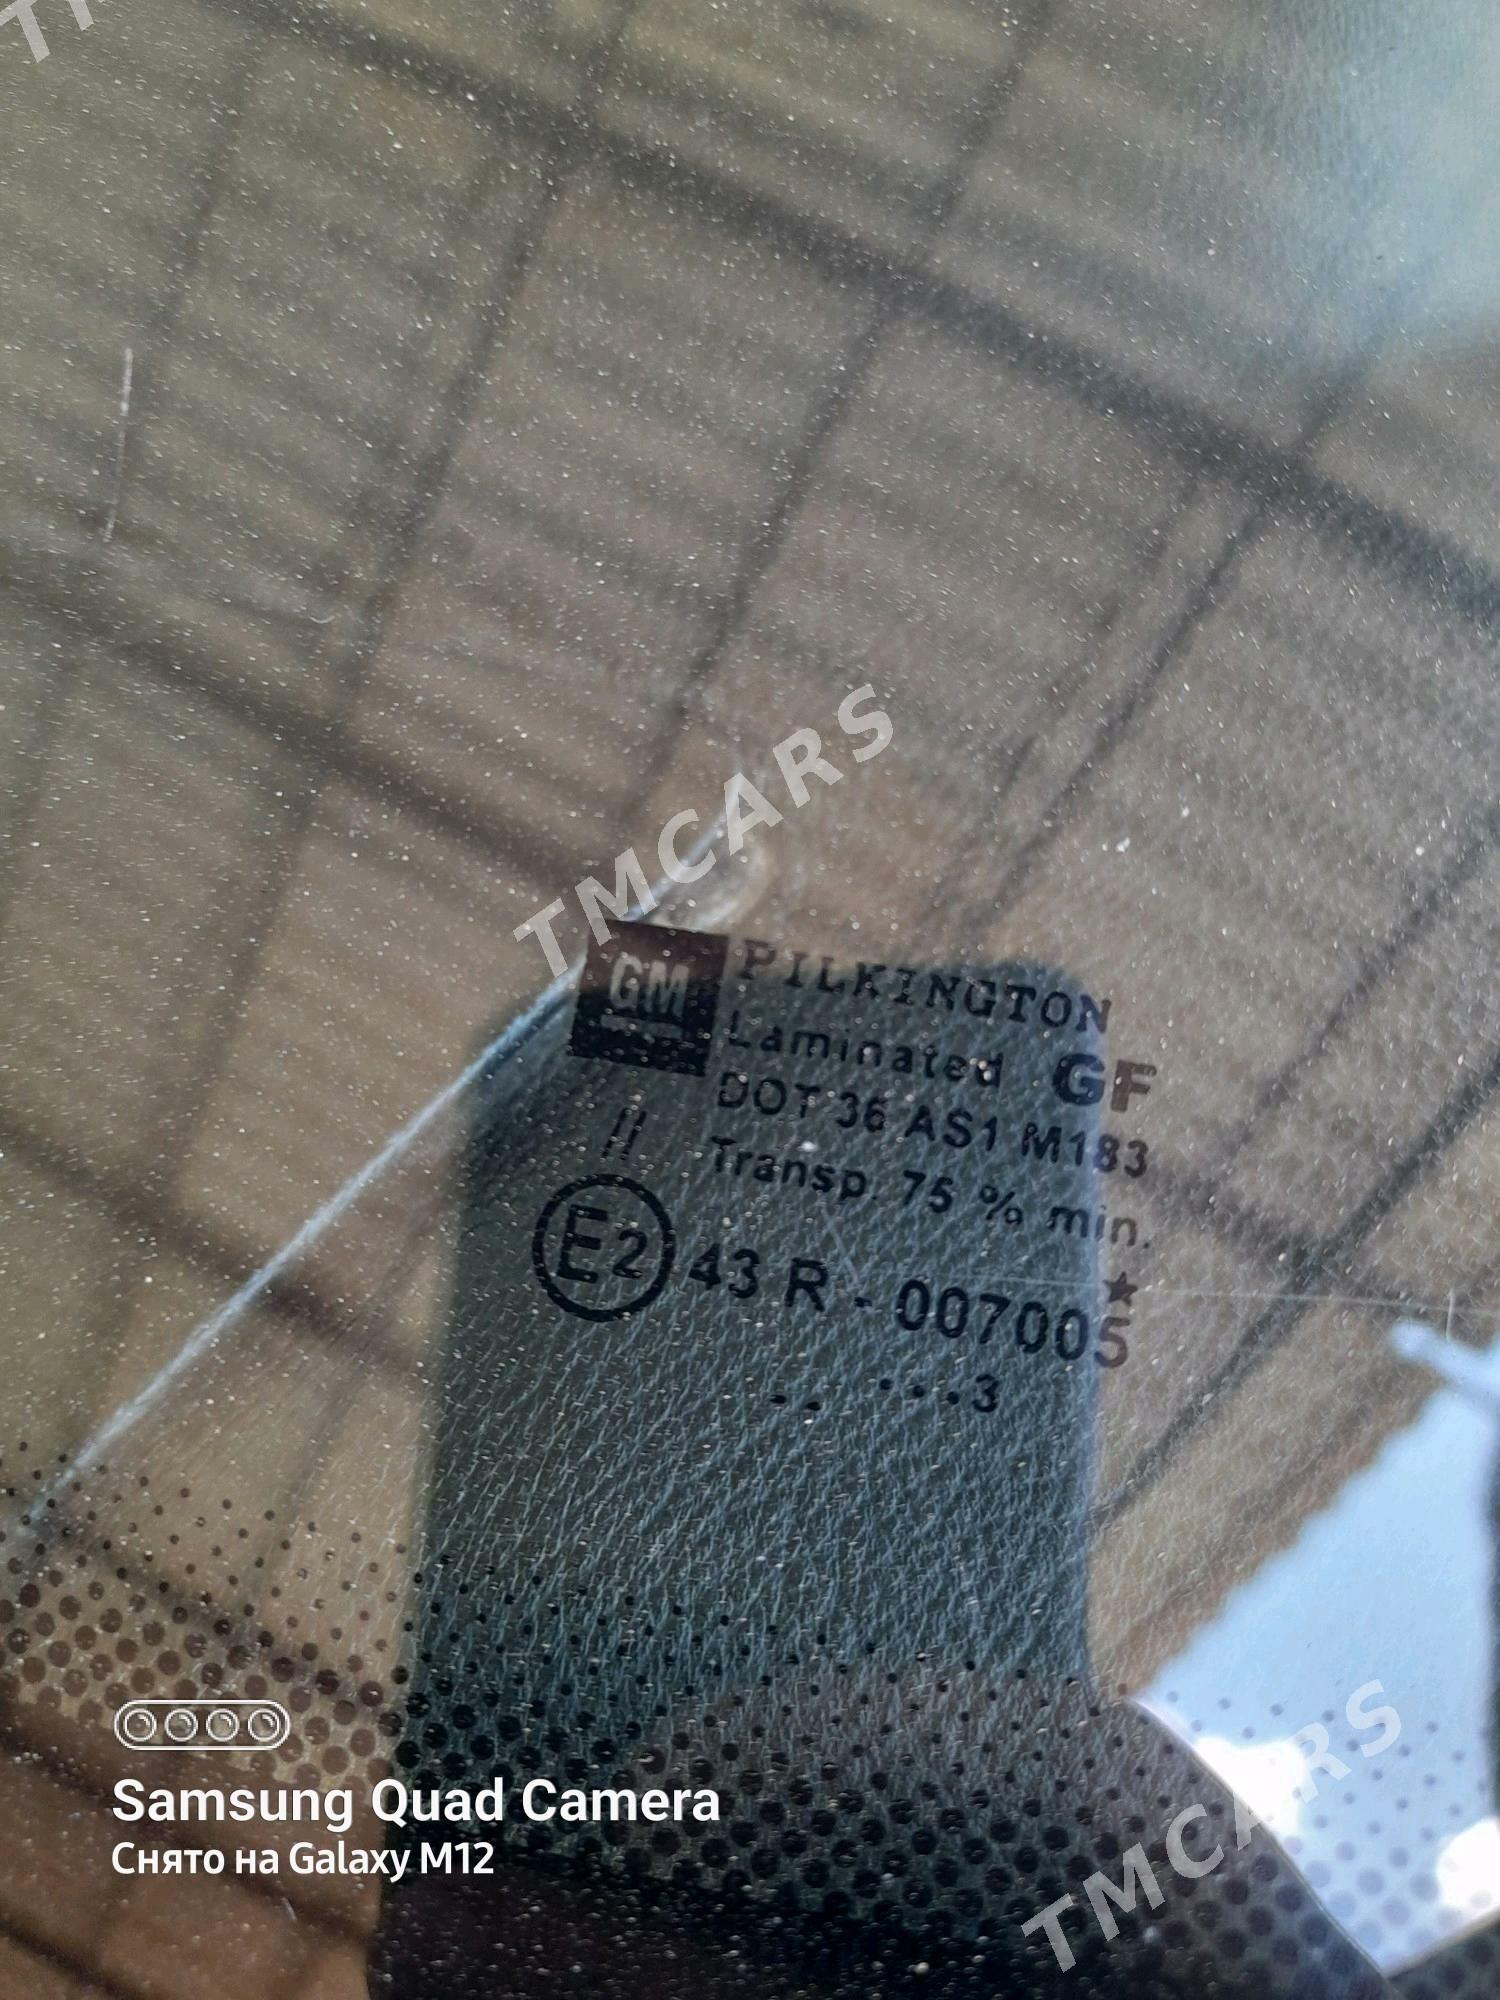 TMCARS
GM PILKINGTON
Laminated GF
DOT 36 AS1 M183
II Transp. 75 % min.
E2 43 R - 007005
.. ...3
Samsung Quad Camera
Снято на Galaxy M12
TMCARS